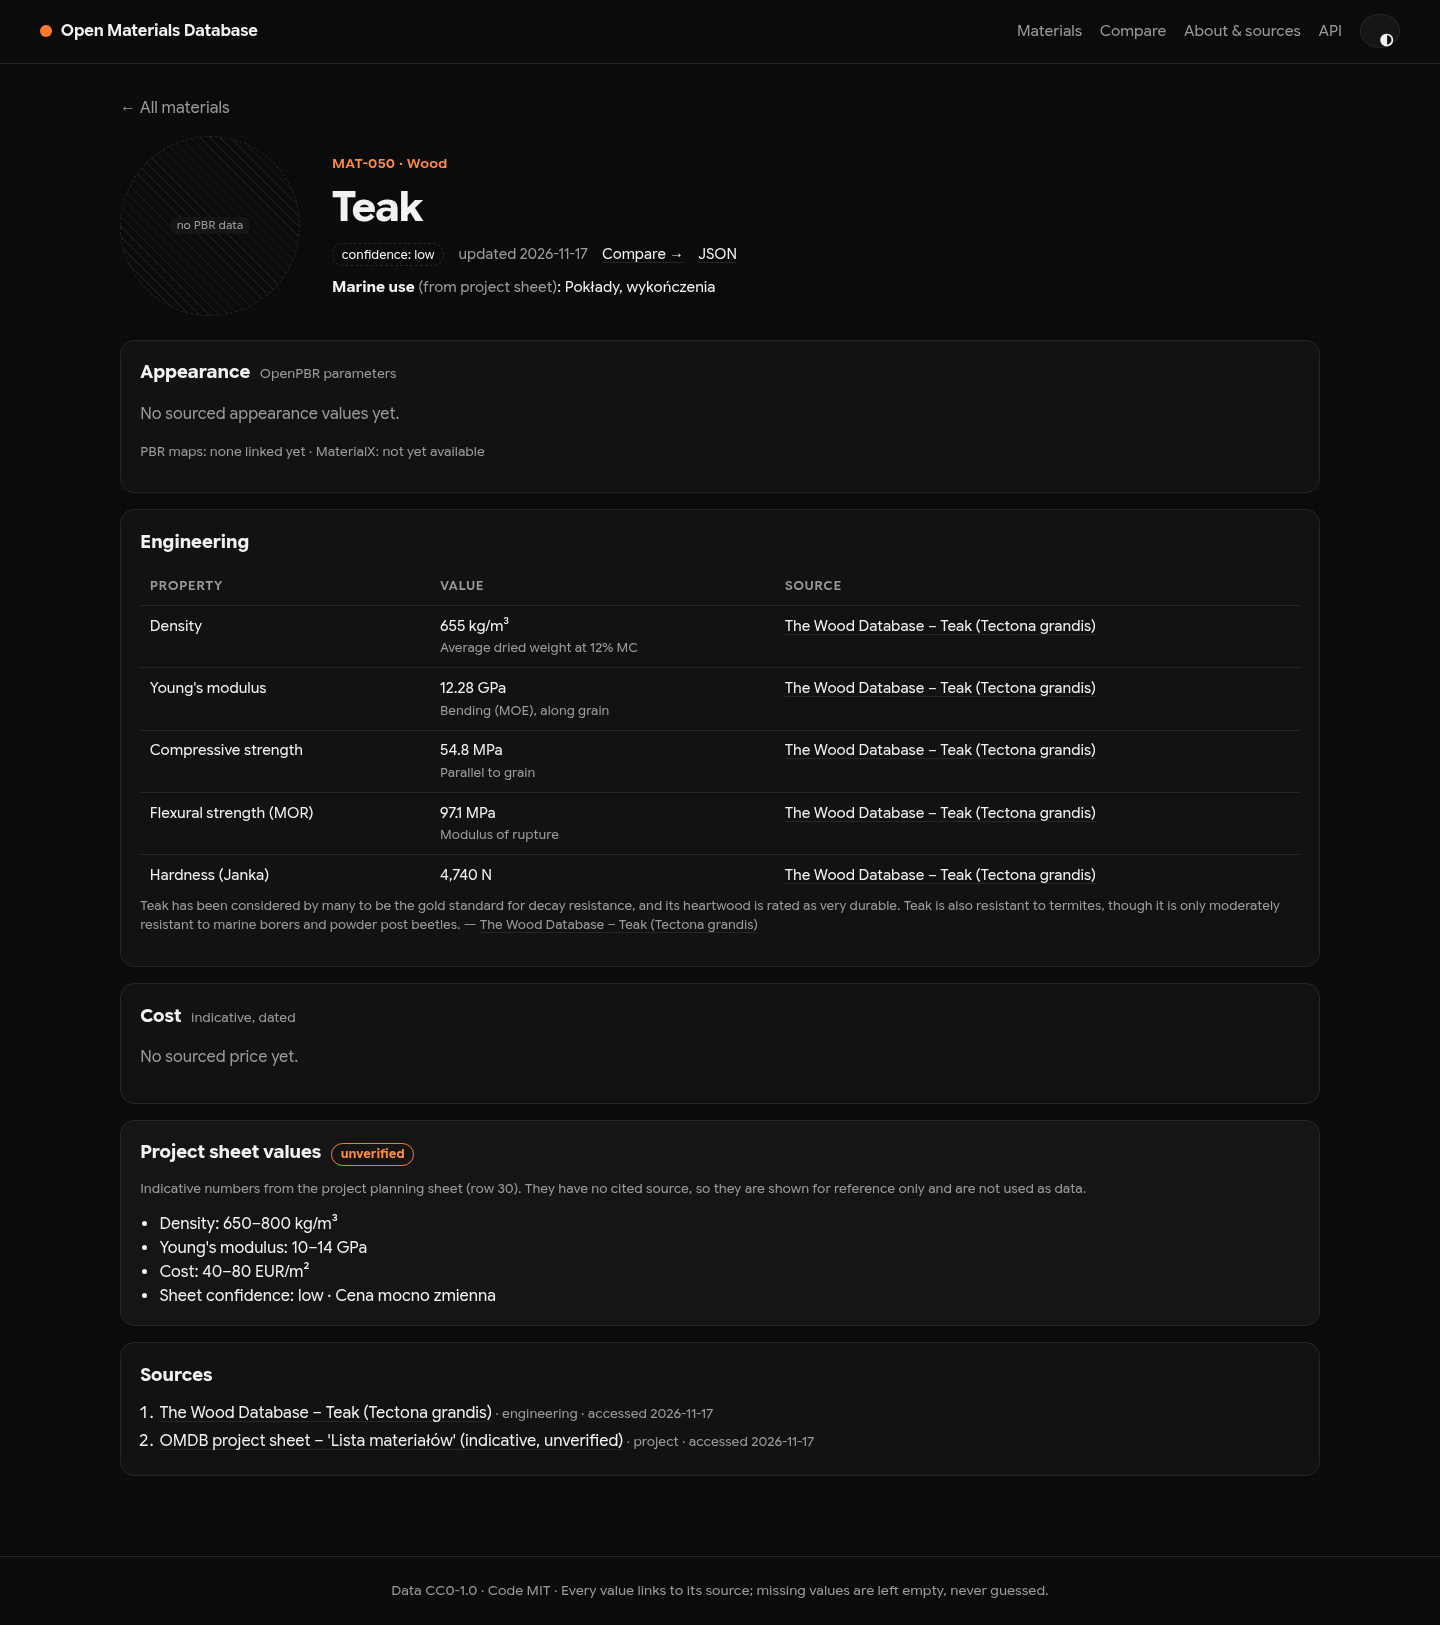 Open Materials Database
Materials Compare About & sources API
← All materials
no PBR data
MAT-050 · Wood
Teak
confidence: low updated 2026-11-17 Compare → JSON
Marine use (from project sheet): Pokłady, wykończenia
Appearance OpenPBR parameters
No sourced appearance values yet.
PBR maps: none linked yet · MaterialX: not yet available
Engineering
PROPERTY VALUE SOURCE
Density 655 kg/m³ The Wood Database – Teak (Tectona grandis)
Average dried weight at 12% MC
Young's modulus 12.28 GPa The Wood Database – Teak (Tectona grandis)
Bending (MOE), along grain
Compressive strength 54.8 MPa The Wood Database – Teak (Tectona grandis)
Parallel to grain
Flexural strength (MOR) 97.1 MPa The Wood Database – Teak (Tectona grandis)
Modulus of rupture
Hardness (Janka) 4,740 N The Wood Database – Teak (Tectona grandis)
Teak has been considered by many to be the gold standard for decay resistance, and its heartwood is rated as very durable. Teak is also resistant to termites, though it is only moderately
resistant to marine borers and powder post beetles. — The Wood Database – Teak (Tectona grandis)
Cost indicative, dated
No sourced price yet.
Project sheet values unverified
Indicative numbers from the project planning sheet (row 30). They have no cited source, so they are shown for reference only and are not used as data.
• Density: 650–800 kg/m³
• Young's modulus: 10–14 GPa
• Cost: 40–80 EUR/m²
• Sheet confidence: low · Cena mocno zmienna
Sources
1. The Wood Database – Teak (Tectona grandis) · engineering · accessed 2026-11-17
2. OMDB project sheet – 'Lista materiałów' (indicative, unverified) · project · accessed 2026-11-17
Data CC0-1.0 · Code MIT · Every value links to its source; missing values are left empty, never guessed.